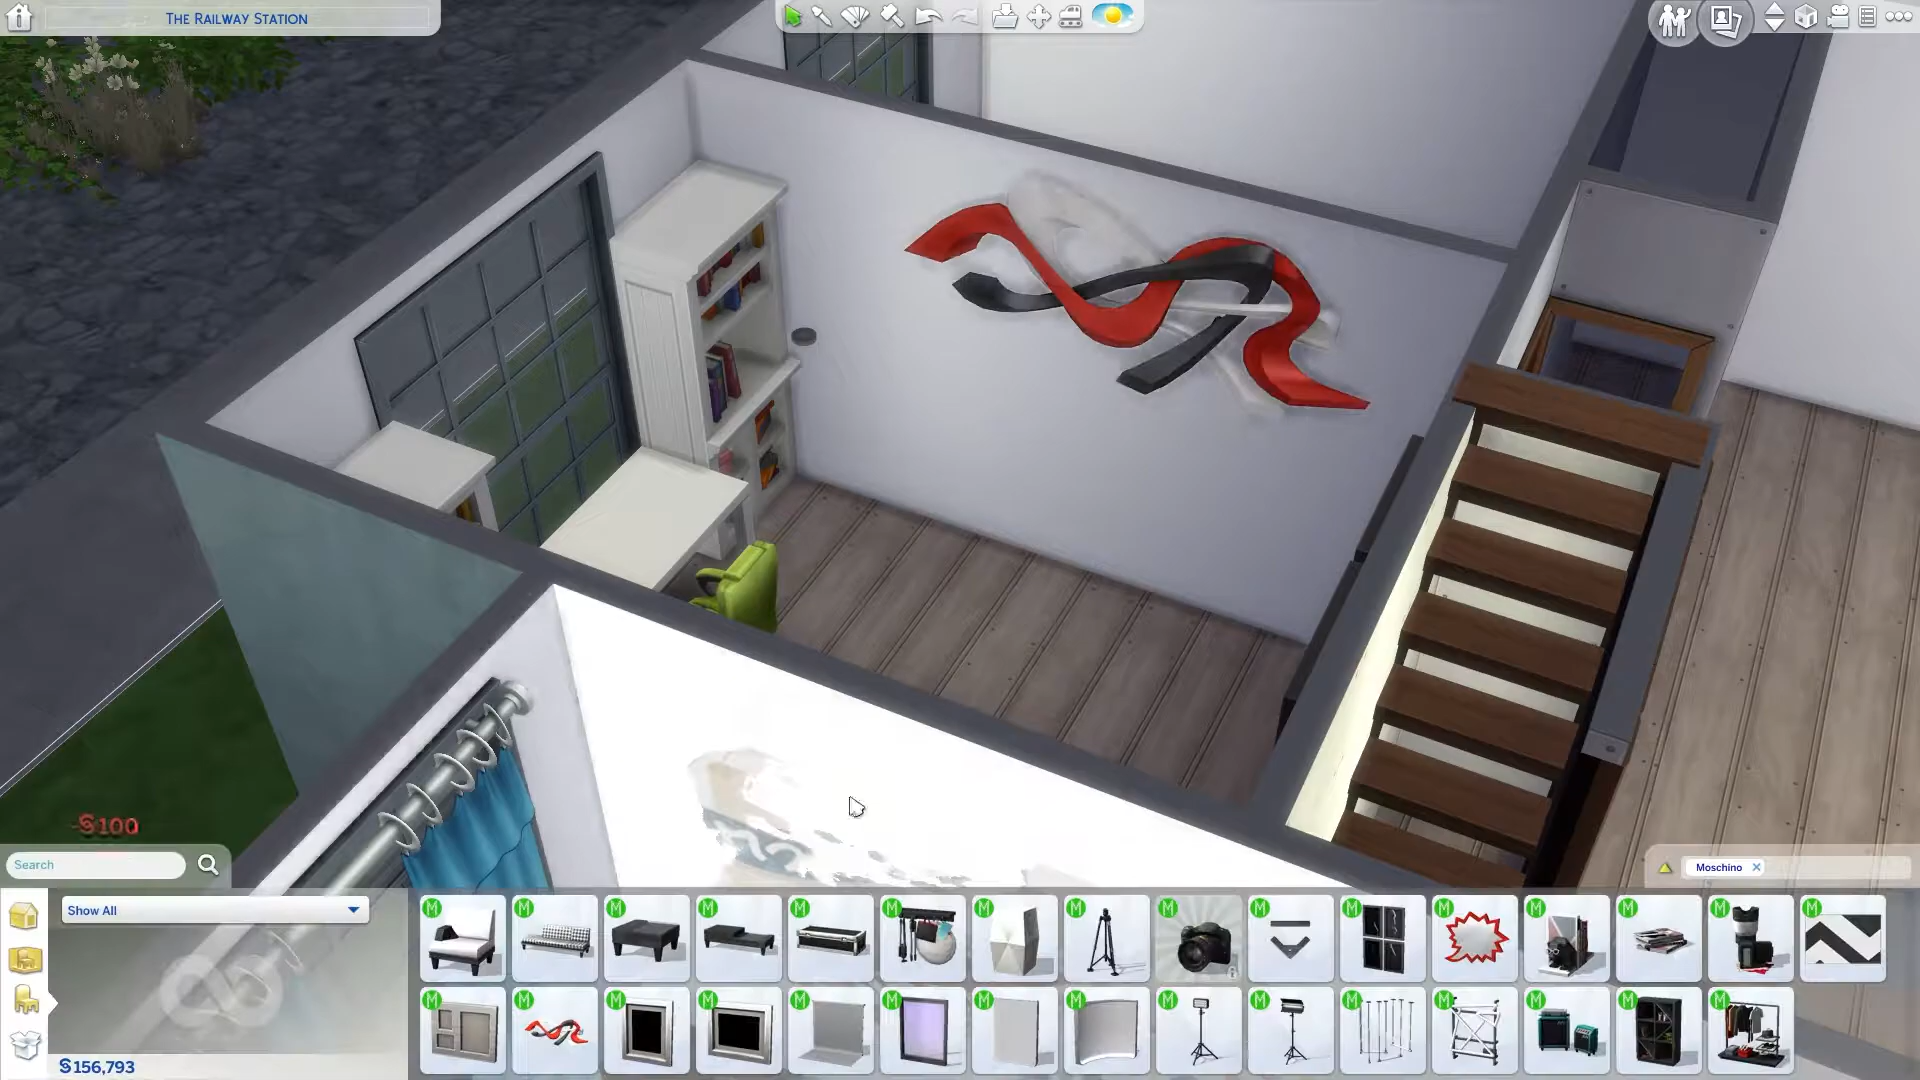 THE RAILWAY STATION
-§100
Search
Moschino
Show All
§156,793